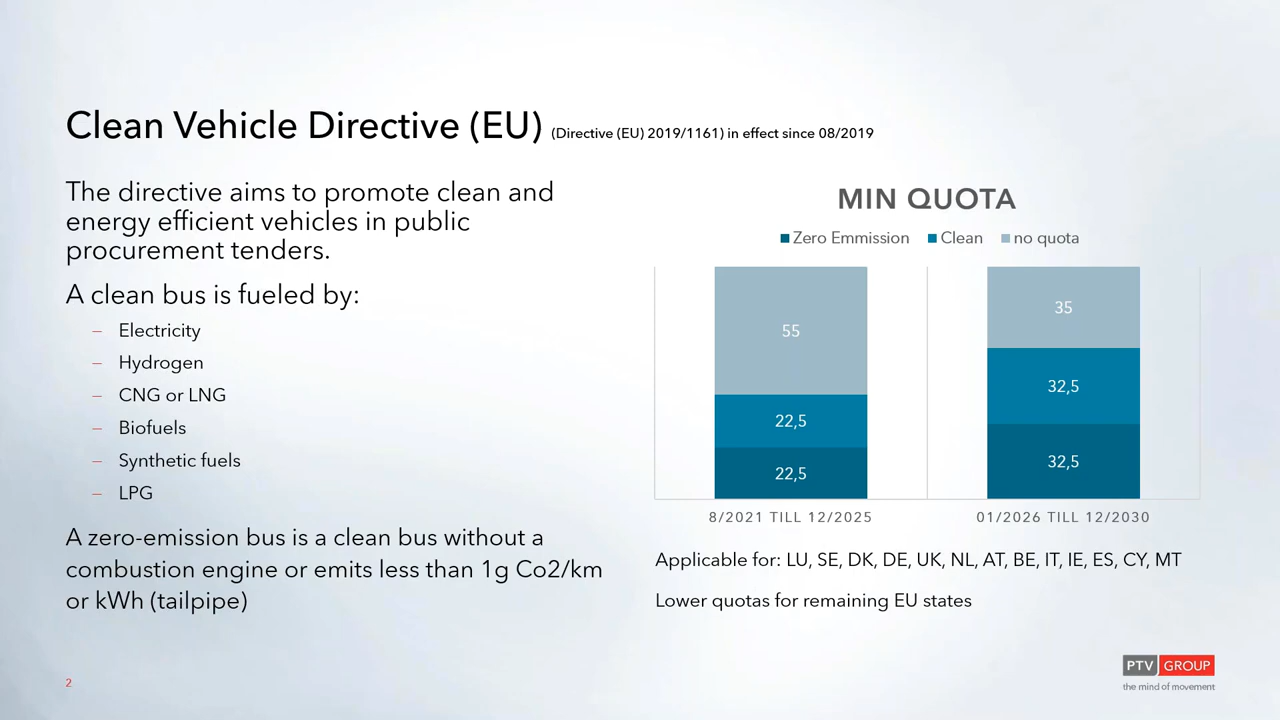 Clean Vehicle Directive (EU) (Directive (EU) 2019/1161) in effect since 08/2019
The directive aims to promote clean and
energy efficient vehicles in public
procurement tenders.
A clean bus is fueled by:
– Electricity
– Hydrogen
– CNG or LNG
– Biofuels
– Synthetic fuels
– LPG
A zero-emission bus is a clean bus without a
combustion engine or emits less than 1g Co2/km
or kWh (tailpipe)
MIN QUOTA
Zero Emmission Clean no quota
55
22,5
22,5
35
32,5
32,5
8/2021 TILL 12/2025 01/2026 TILL 12/2030
Applicable for: LU, SE, DK, DE, UK, NL, AT, BE, IT, IE, ES, CY, MT
Lower quotas for remaining EU states
2
PTV GROUP
the mind of movement